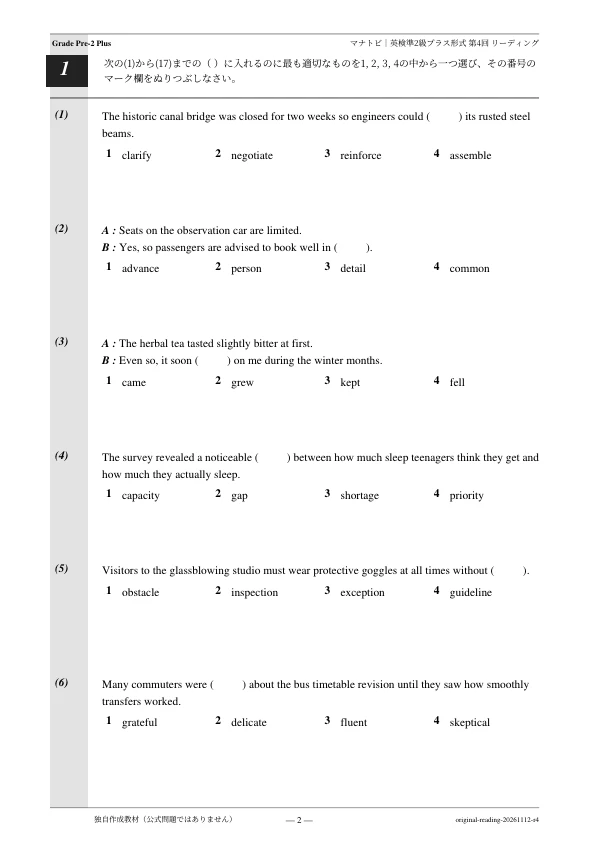 Grade Pre-2 Plus
マナトビ｜英検準2級プラス形式 第4回 リーディング
1
次の(1)から(17)までの（ ）に入れるのに最も適切なものを1, 2, 3, 4の中から一つ選び、その番号の
マーク欄をぬりつぶしなさい。
(1)
The historic canal bridge was closed for two weeks so engineers could ( ) its rusted steel
beams.
1 clarify 2 negotiate 3 reinforce 4 assemble
(2)
A : Seats on the observation car are limited.
B : Yes, so passengers are advised to book well in ( ).
1 advance 2 person 3 detail 4 common
(3)
A : The herbal tea tasted slightly bitter at first.
B : Even so, it soon ( ) on me during the winter months.
1 came 2 grew 3 kept 4 fell
(4)
The survey revealed a noticeable ( ) between how much sleep teenagers think they get and
how much they actually sleep.
1 capacity 2 gap 3 shortage 4 priority
(5)
Visitors to the glassblowing studio must wear protective goggles at all times without ( ).
1 obstacle 2 inspection 3 exception 4 guideline
(6)
Many commuters were ( ) about the bus timetable revision until they saw how smoothly
transfers worked.
1 grateful 2 delicate 3 fluent 4 skeptical
独自作成教材（公式問題ではありません）
— 2 —
original-reading-20261112-r4